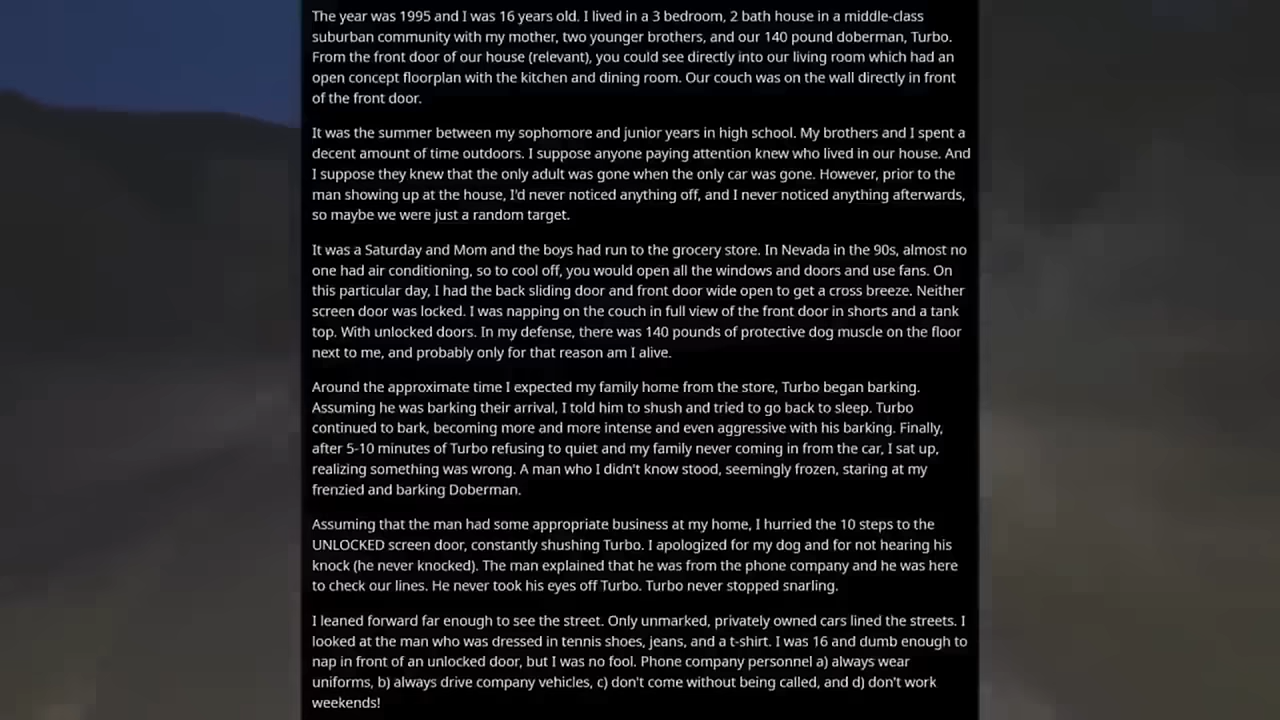 The year was 1995 and I was 16 years old. I lived in a 3 bedroom, 2 bath house in a middle-class
suburban community with my mother, two younger brothers, and our 140 pound doberman, Turbo.
From the front door of our house (relevant), you could see directly into our living room which had an
open concept floorplan with the kitchen and dining room. Our couch was on the wall directly in front
of the front door.
It was the summer between my sophomore and junior years in high school. My brothers and I spent a
decent amount of time outdoors. I suppose anyone paying attention knew who lived in our house. And
I suppose they knew that the only adult was gone when the only car was gone. However, prior to the
man showing up at the house, I'd never noticed anything off, and I never noticed anything afterwards,
so maybe we were just a random target.
It was a Saturday and Mom and the boys had run to the grocery store. In Nevada in the 90s, almost no
one had air conditioning, so to cool off, you would open all the windows and doors and use fans. On
this particular day, I had the back sliding door and front door wide open to get a cross breeze. Neither
screen door was locked. I was napping on the couch in full view of the front door in shorts and a tank
top. With unlocked doors. In my defense, there was 140 pounds of protective dog muscle on the floor
next to me, and probably only for that reason am I alive.
Around the approximate time I expected my family home from the store, Turbo began barking.
Assuming he was barking their arrival, I told him to shush and tried to go back to sleep. Turbo
continued to bark, becoming more and more intense and even aggressive with his barking. Finally,
after 5-10 minutes of Turbo refusing to quiet and my family never coming in from the car, I sat up,
realizing something was wrong. A man who I didn't know stood, seemingly frozen, staring at my
frenzied and barking Doberman.
Assuming that the man had some appropriate business at my home, I hurried the 10 steps to the
UNLOCKED screen door, constantly shushing Turbo. I apologized for my dog and for not hearing his
knock (he never knocked). The man explained that he was from the phone company and he was here
to check our lines. He never took his eyes off Turbo. Turbo never stopped snarling.
I leaned forward far enough to see the street. Only unmarked, privately owned cars lined the streets. I
looked at the man who was dressed in tennis shoes, jeans, and a t-shirt. I was 16 and dumb enough to
nap in front of an unlocked door, but I was no fool. Phone company personnel a) always wear
uniforms, b) always drive company vehicles, c) don't come without being called, and d) don't work
weekends!